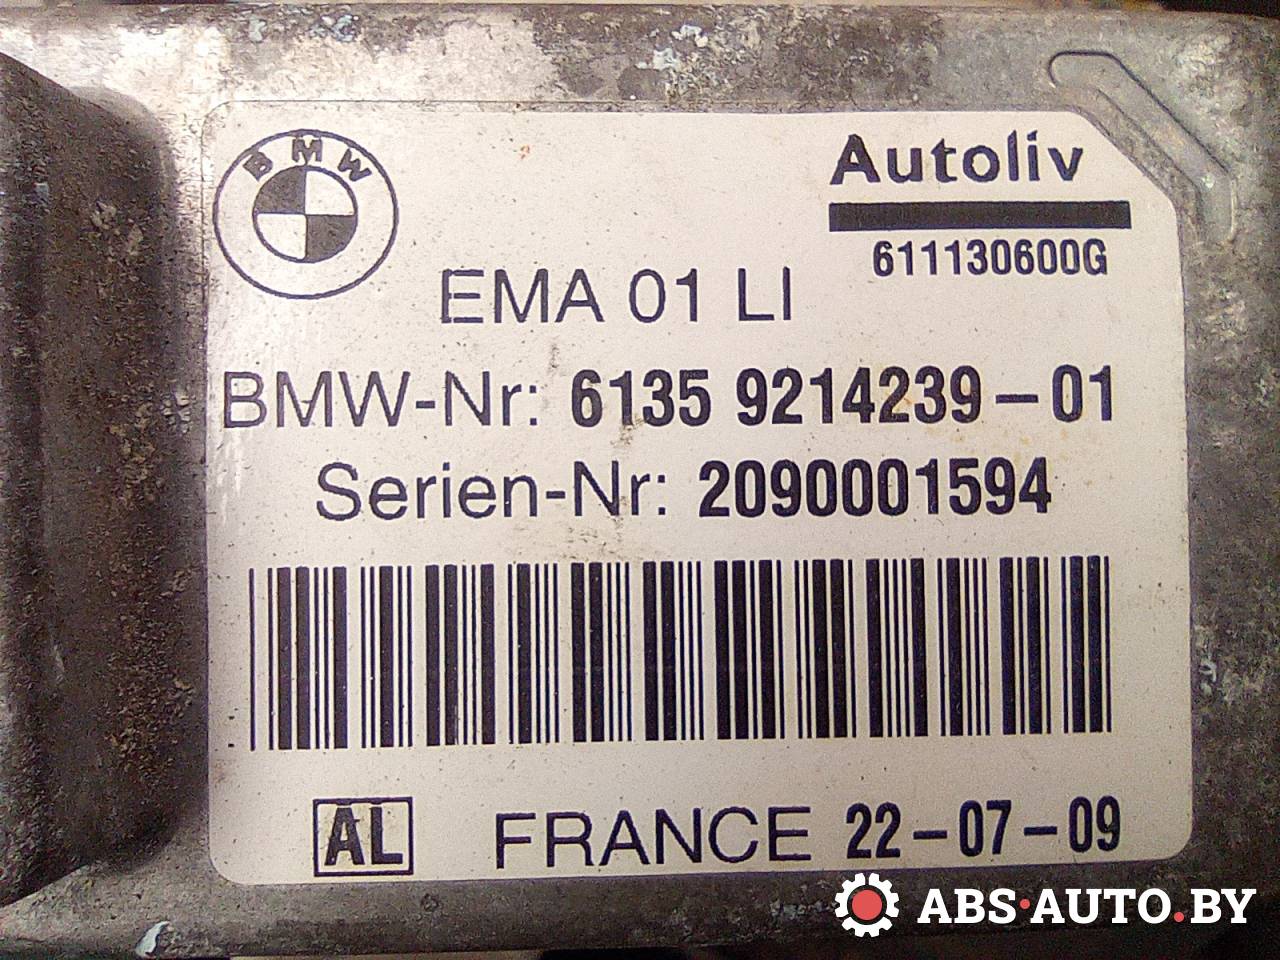 BMW
Autoliv
611130600G
EMA 01 LI
BMW-Nr: 6135 9214239-01
Serien-Nr: 2090001594
AL FRANCE 22-07-09
ABS·AUTO.BY